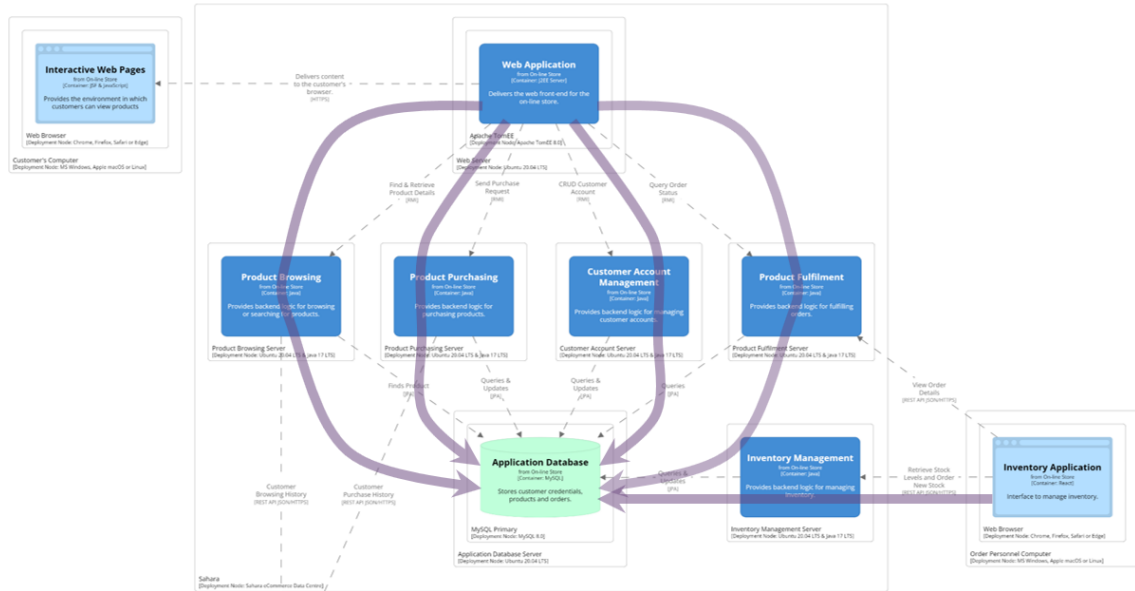 Interactive Web Pages
from On-line Store
[Container: JSF & JavaScript]
Provides the environment in which
customers can view products
Web Browser
[Deployment Node: Chrome, Firefox, Safari or Edge]
Customer's Computer
[Deployment Node: MS Windows, Apple macOS or Linux]
Delivers content
to the customer's
browser.
[HTTPS]
Web Application
from On-line Store
[Container: J2EE Server]
Delivers the web front-end for the
on-line store.
Apache TomEE
[Deployment Node: Apache TomEE 8.0]
Web Server
[Deployment Node: Ubuntu 20.04 LTS]
Find & Retrieve
Product Details
[RMI]
Send Purchase
Request
[RMI]
CRUD Customer
Account
[RMI]
Query Order
Status
[RMI]
Product Browsing
from On-line Store
[Container: Java]
Provides backend logic for browsing
or searching for products.
Product Browsing Server
[Deployment Node: Ubuntu 20.04 LTS & Java 17 LTS]
Product Purchasing
from On-line Store
[Container: Java]
Provides backend logic for
purchasing products.
Product Purchasing Server
[Deployment Node: Ubuntu 20.04 LTS & Java 17 LTS]
Customer Account
Management
from On-line Store
[Container: Java]
Provides backend logic for managing
customer accounts.
Customer Account Server
[Deployment Node: Ubuntu 20.04 LTS & Java 17 LTS]
Product Fulfilment
from On-line Store
[Container: Java]
Provides backend logic for fulfilling
orders.
Product Fulfilment Server
[Deployment Node: Ubuntu 20.04 LTS & Java 17 LTS]
Finds Product
[JPA]
Queries &
Updates
[JPA]
Queries &
Updates
[JPA]
Queries
[JPA]
View Order
Details
[REST API JSON/HTTPS]
Application Database
from On-line Store
[Container: MySQL]
Stores customer credentials,
products and orders.
MySQL Primary
[Deployment Node: MySQL 8.0]
Application Database Server
[Deployment Node: Ubuntu 20.04 LTS]
Queries &
Updates
[JPA]
Inventory Management
from On-line Store
[Container: Java]
Provides backend logic for managing
inventory.
Inventory Management Server
[Deployment Node: Ubuntu 20.04 LTS & Java 17 LTS]
Retrieve Stock
Levels and Order
New Stock
[REST API JSON/HTTPS]
Inventory Application
from On-line Store
[Container: React]
Interface to manage inventory.
Web Browser
[Deployment Node: Chrome, Firefox, Safari or Edge]
Order Personnel Computer
[Deployment Node: MS Windows, Apple macOS or Linux]
Customer
Browsing History
[REST API JSON/HTTPS]
Customer
Purchase History
[REST API JSON/HTTPS]
Sahara
[Deployment Node: Sahara eCommerce Data Centre]